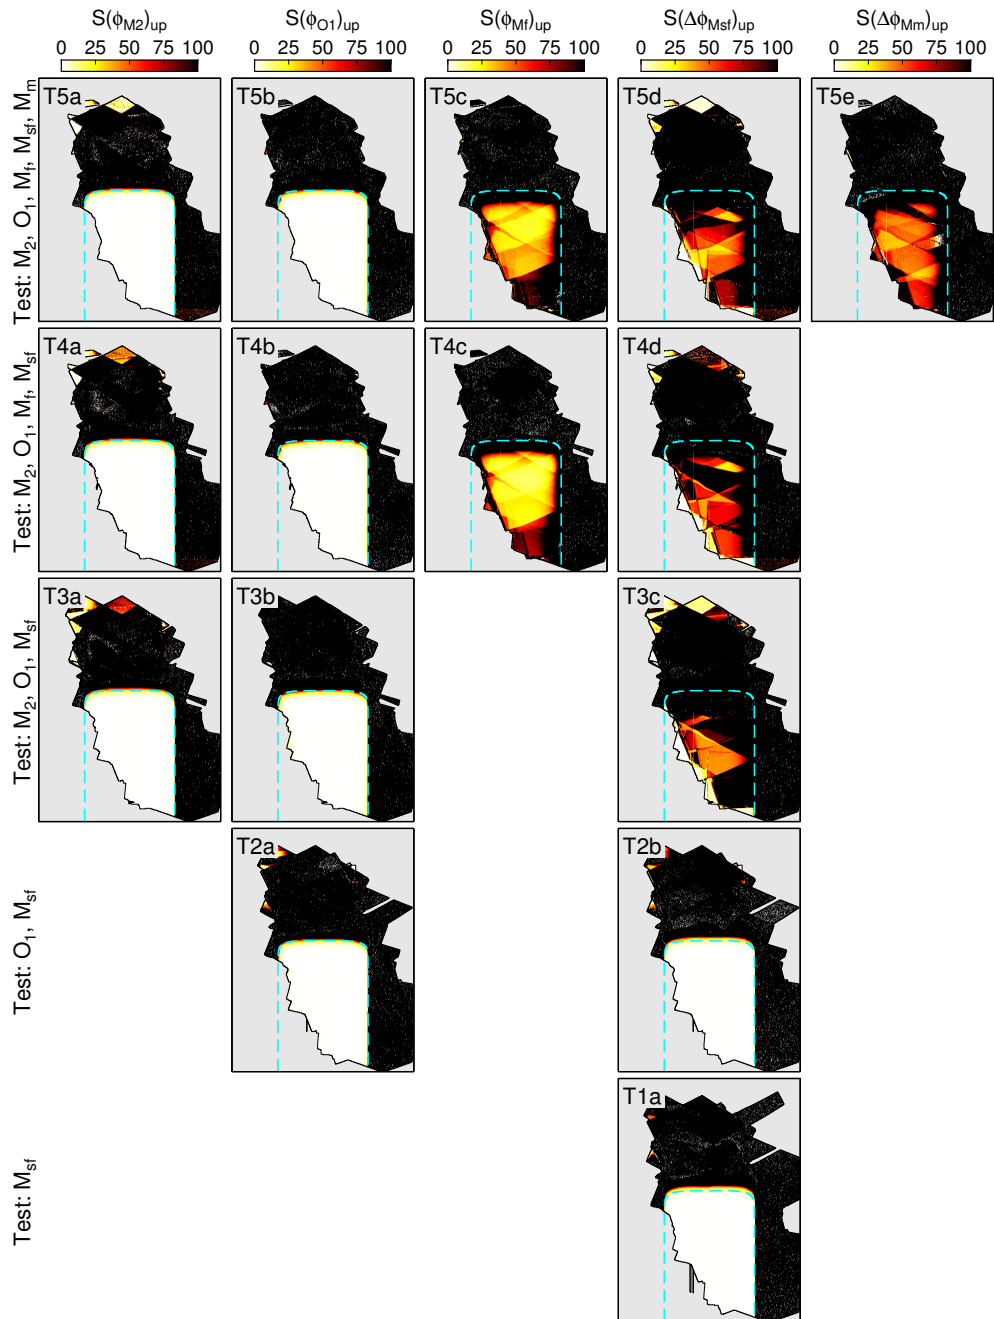 S(ϕM2)up S(ϕO1)up S(ϕMf)up S(ΔϕMsf)up S(ΔϕMm)up
0 25 50 75 100 0 25 50 75 100 0 25 50 75 100 0 25 50 75 100 0 25 50 75 100
Test: M2, O1, Mf, Msf, Mm
T5a T5b T5c T5d T5e
Test: M2, O1, Mf, Msf
T4a T4b T4c T4d
Test: M2, O1, Msf
T3a T3b T3c
Test: O1, Msf
T2a T2b
Test: Msf
T1a